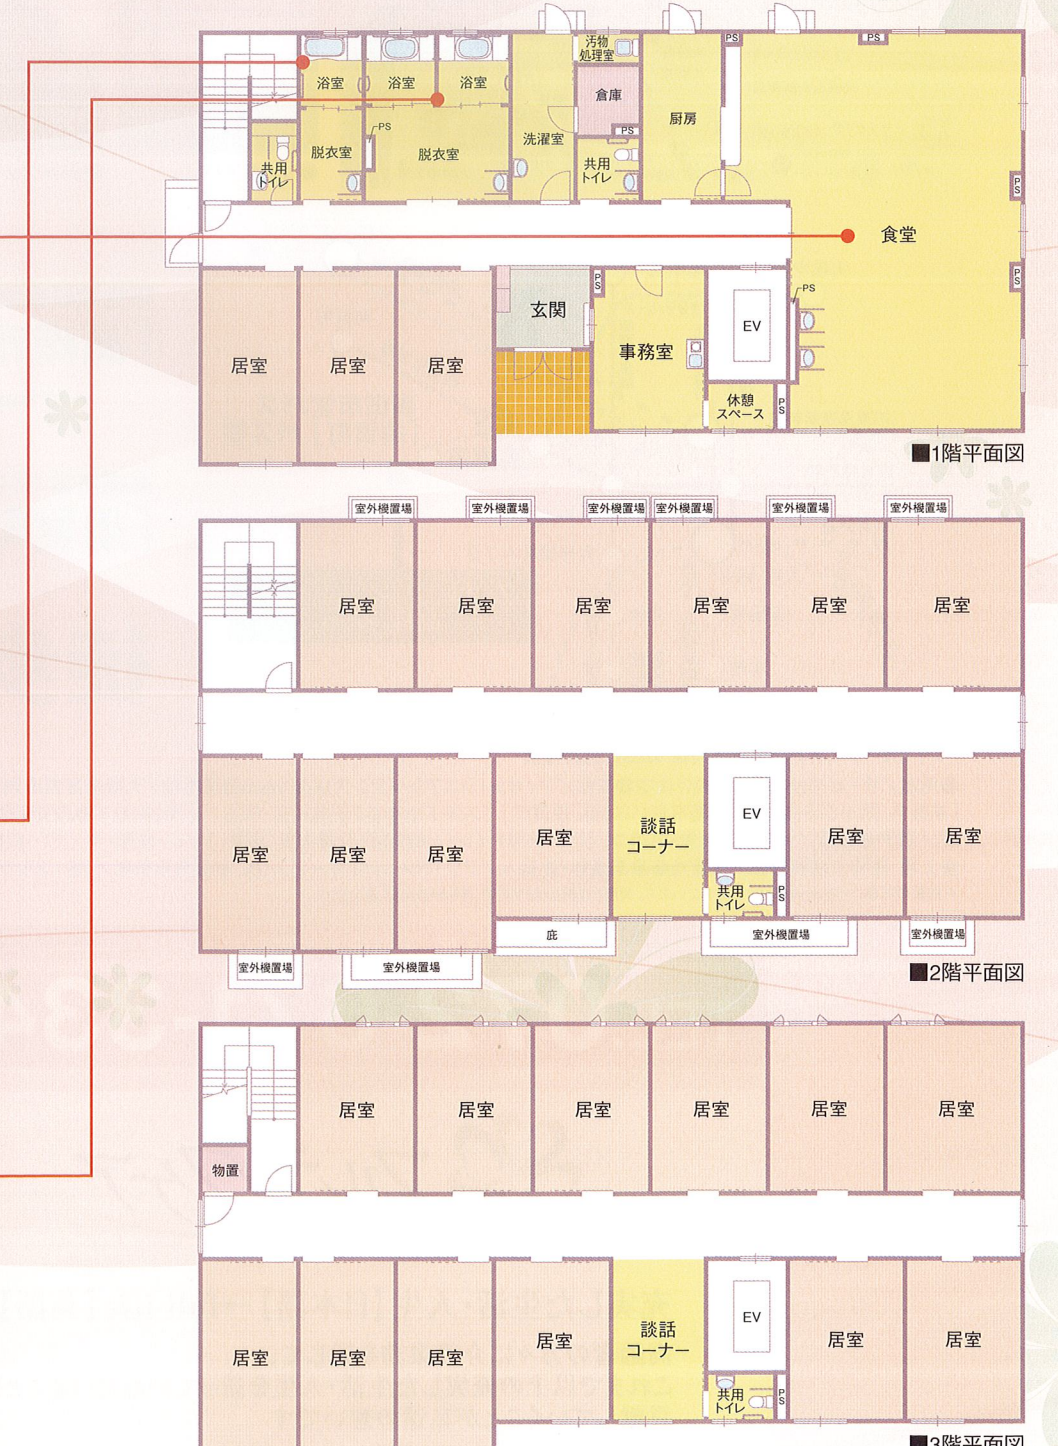 浴室
浴室
浴室
汚物
処理室
PS
PS
倉庫
厨房
PS
PS
脱衣室
脱衣室
洗濯室
共用
トイレ
共用
トイレ
PS
食堂
PS
居室
居室
居室
玄関
PS
事務室
EV
PS
休憩
スペース
PS
■1階平面図
室外機置場
室外機置場
室外機置場
室外機置場
室外機置場
室外機置場
居室
居室
居室
居室
居室
居室
居室
居室
居室
居室
談話
コーナー
EV
居室
居室
共用
トイレ
PS
庇
室外機置場
室外機置場
室外機置場
室外機置場
■2階平面図
居室
居室
居室
居室
居室
居室
物置
居室
居室
居室
居室
談話
コーナー
EV
居室
居室
共用
トイレ
PS
■3階平面図